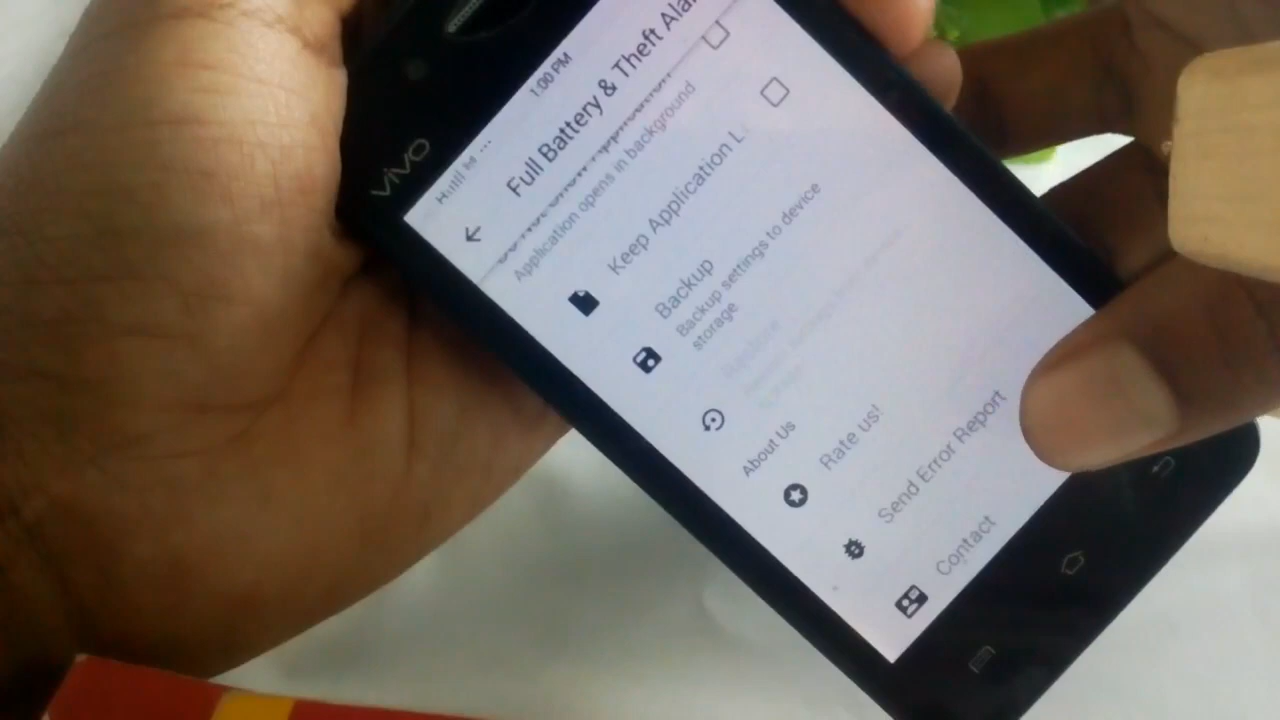 vivo
1:00 PM
Full Battery & Theft Alar
Application opens in background
Keep Application L
Backup
Backup settings to device
storage
About Us
Rate us!
Send Error Report
Contact